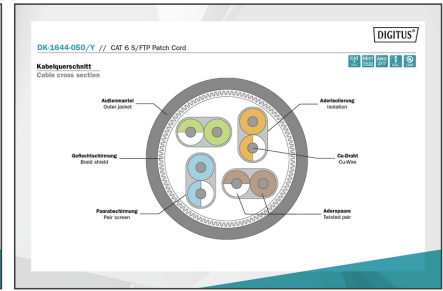 DIGITUS®
DK-1644-050/Y // CAT 6 S/FTP Patch Cord
Kabelquerschnitt
Cable cross section
Außenmantel
Outer jacket
Aderisolierung
Isolation
Geflechtschirmung
Braid shield
Cu-Draht
Cu-Wire
Paarabschirmung
Pair screen
Adernpaare
Twisted pair